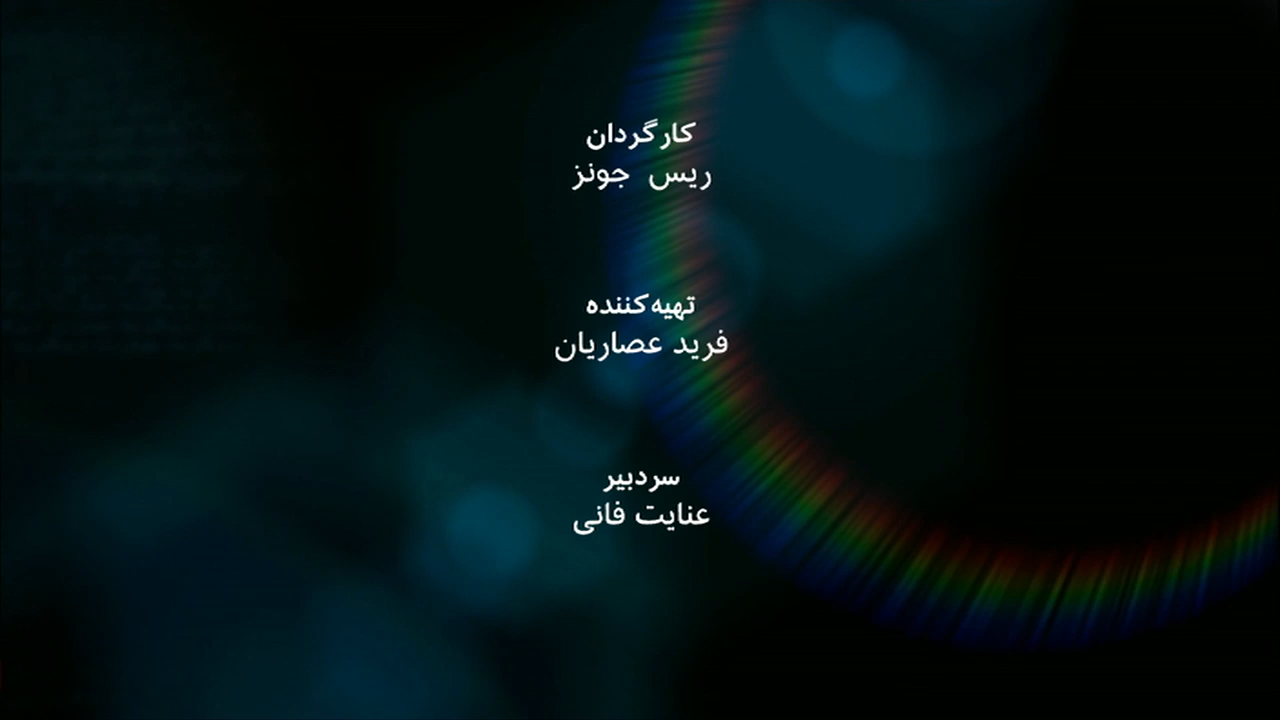 کارگردان
ریس جونز
تهیه‌کننده
فرید عصاریان
سردبیر
عنایت فانی